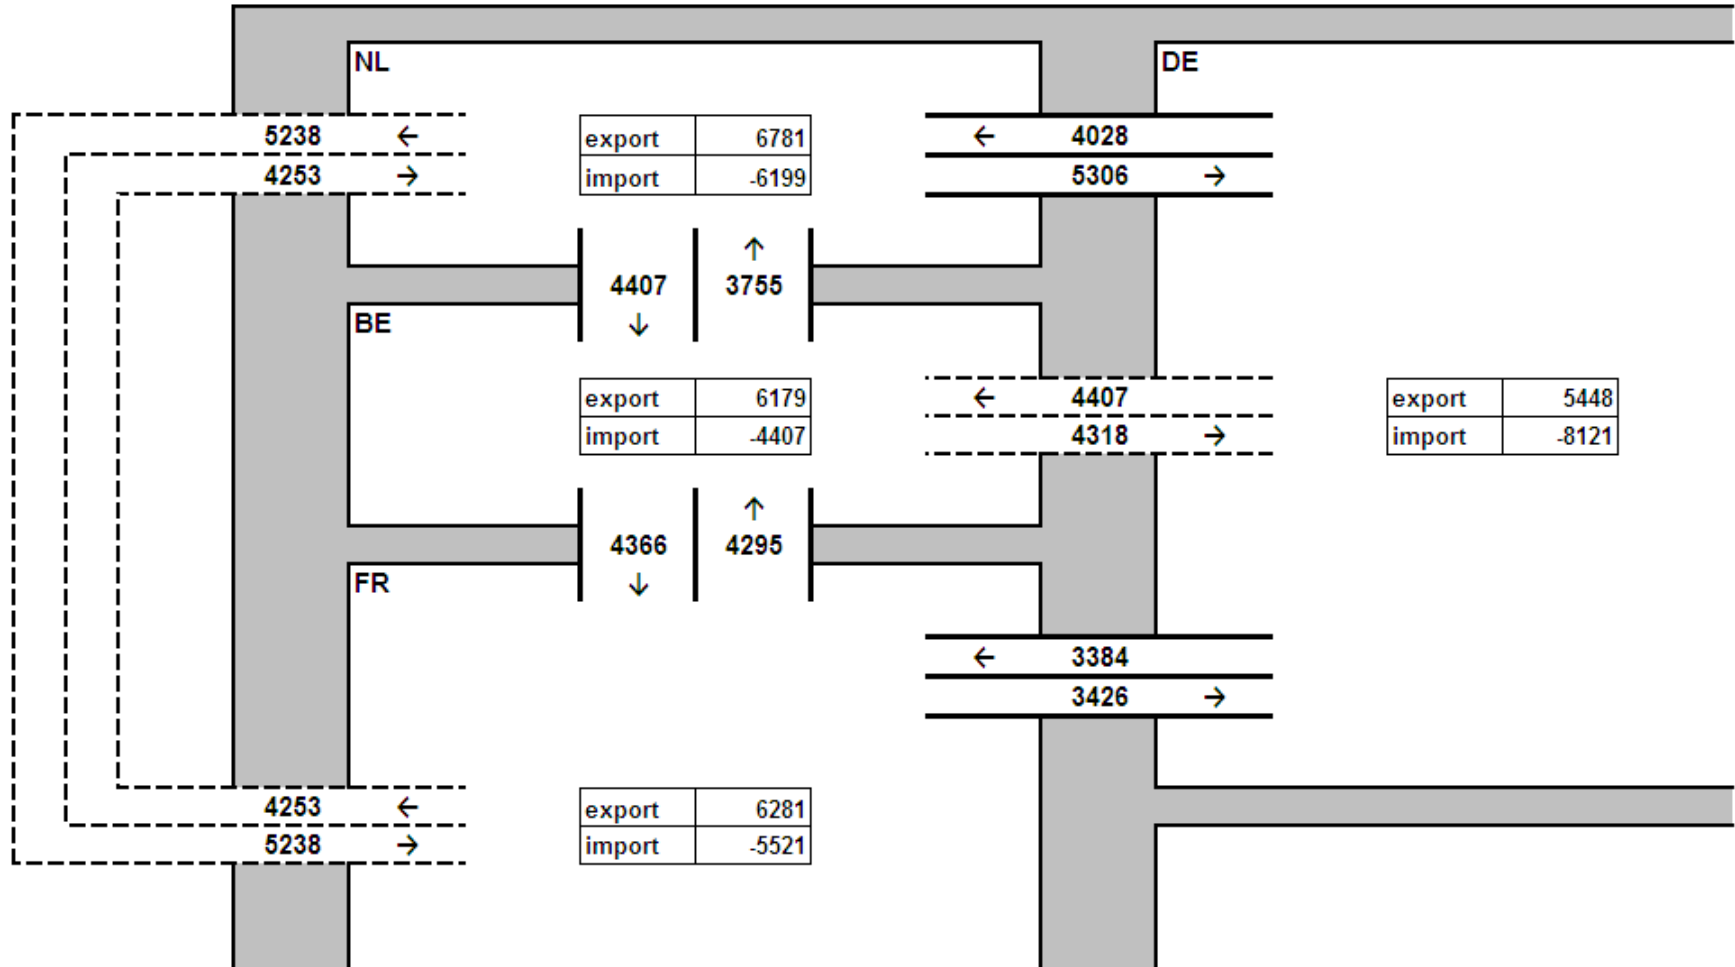 NL DE
5238 ←
export 6781
← 4028
4253 →
import -6199
5306 →
↑
4407 3755
↓
BE
export 6179
← 4407
export 5448
import -4407
4318 →
import -8121
↑
4366 4295
↓
FR
← 3384
3426 →
4253 ←
export 6281
5238 →
import -5521